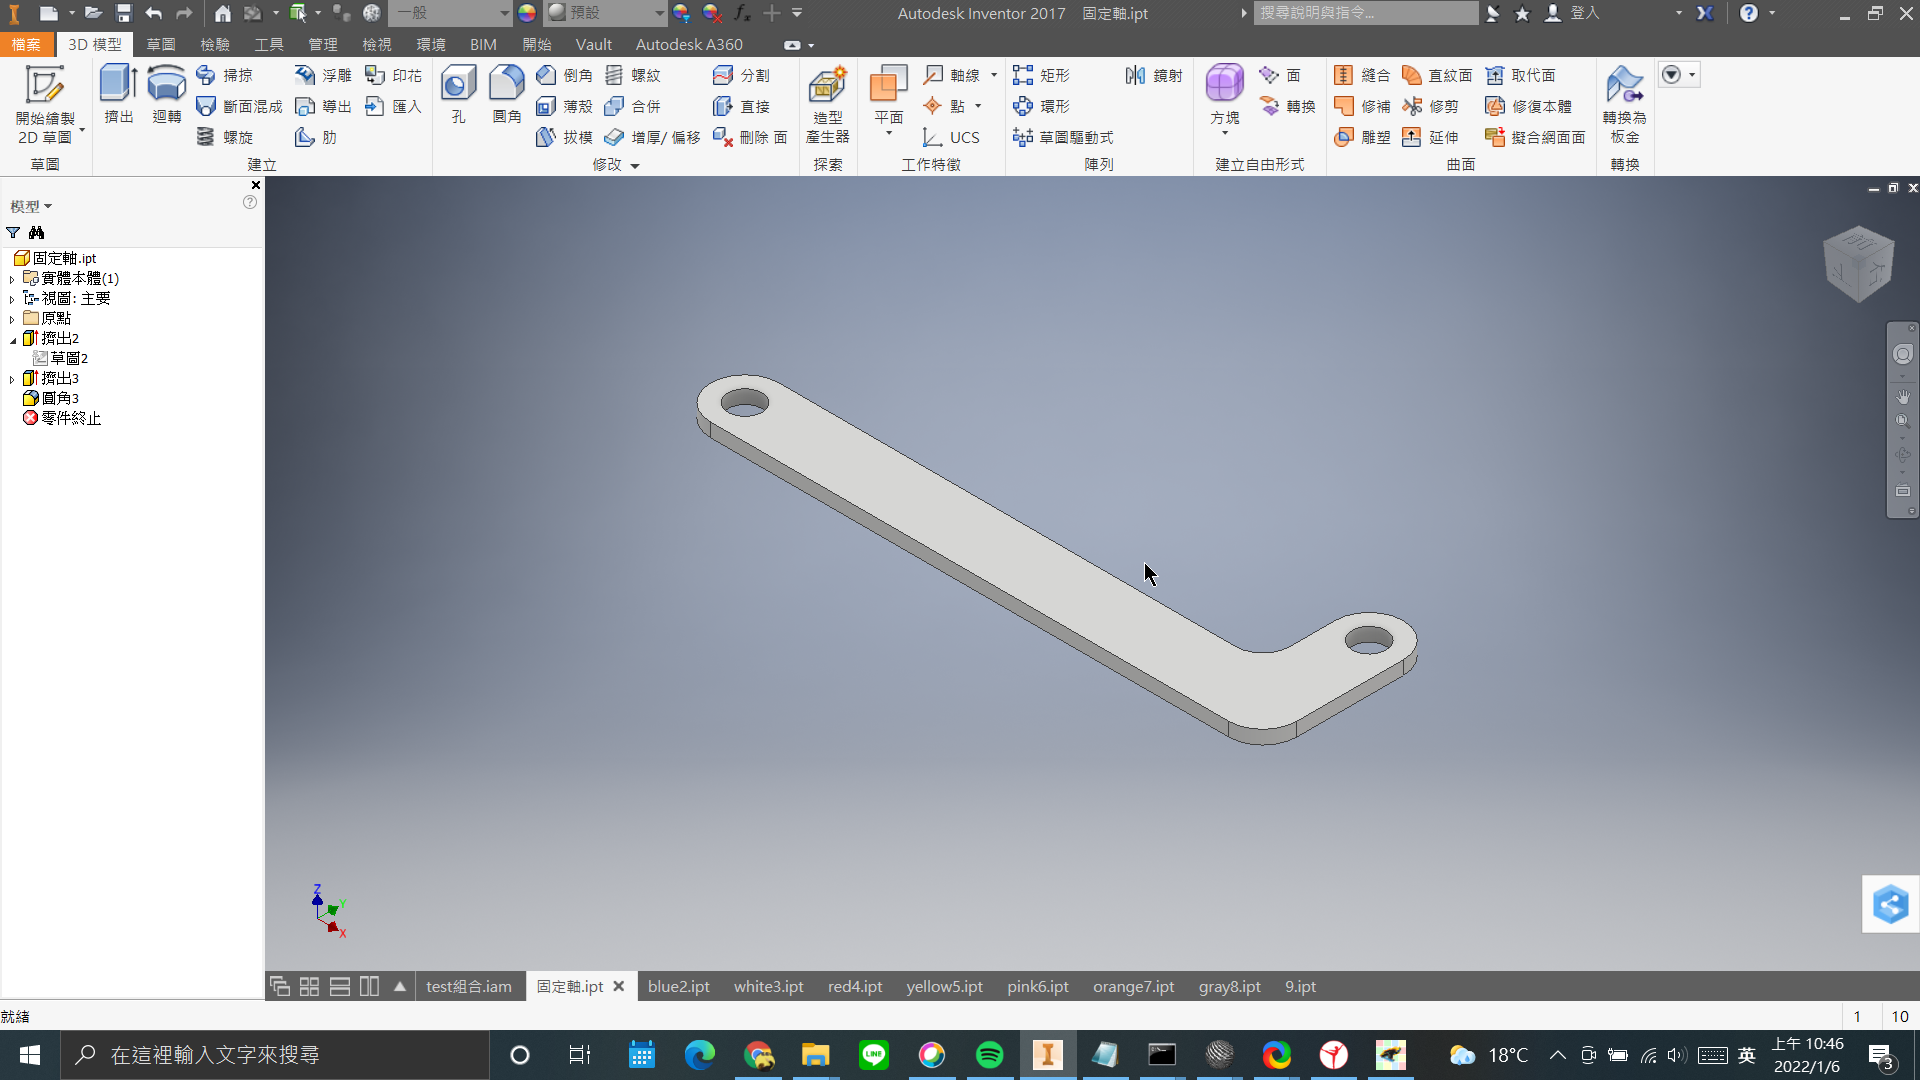 一般
預設
Autodesk Inventor 2017 固定軸.ipt
搜尋說明與指令...
登入
檔案 3D 模型 草圖 檢驗 工具 管理 檢視 環境 BIM 開始 Vault Autodesk A360
開始繪製
2D 草圖
草圖
擠出 迴轉
掃掠 浮雕 印花
斷面混成 導出 匯入
螺旋 肋
建立
孔 圓角
倒角 螺紋 分割
薄殼 合併 直接
拔模 增厚/ 偏移 刪除 面
修改
造型
產生器
探索
平面
軸線
點
UCS
工作特徵
矩形 鏡射
環形
草圖驅動式
陣列
方塊
面
轉換
建立自由形式
縫合 直紋面 取代面
修補 修剪 修復本體
雕塑 延伸 擬合網面面
曲面
轉換為
板金
轉換
模型
固定軸.ipt
實體本體(1)
視圖: 主要
原點
擠出2
草圖2
擠出3
圓角3
零件終止
Z
Y
X
test組合.iam 固定軸.ipt blue2.ipt white3.ipt red4.ipt yellow5.ipt pink6.ipt orange7.ipt gray8.ipt 9.ipt
就緒
1 10
在這裡輸入文字來搜尋
LINE
18°C
英
上午 10:46
2022/1/6
3